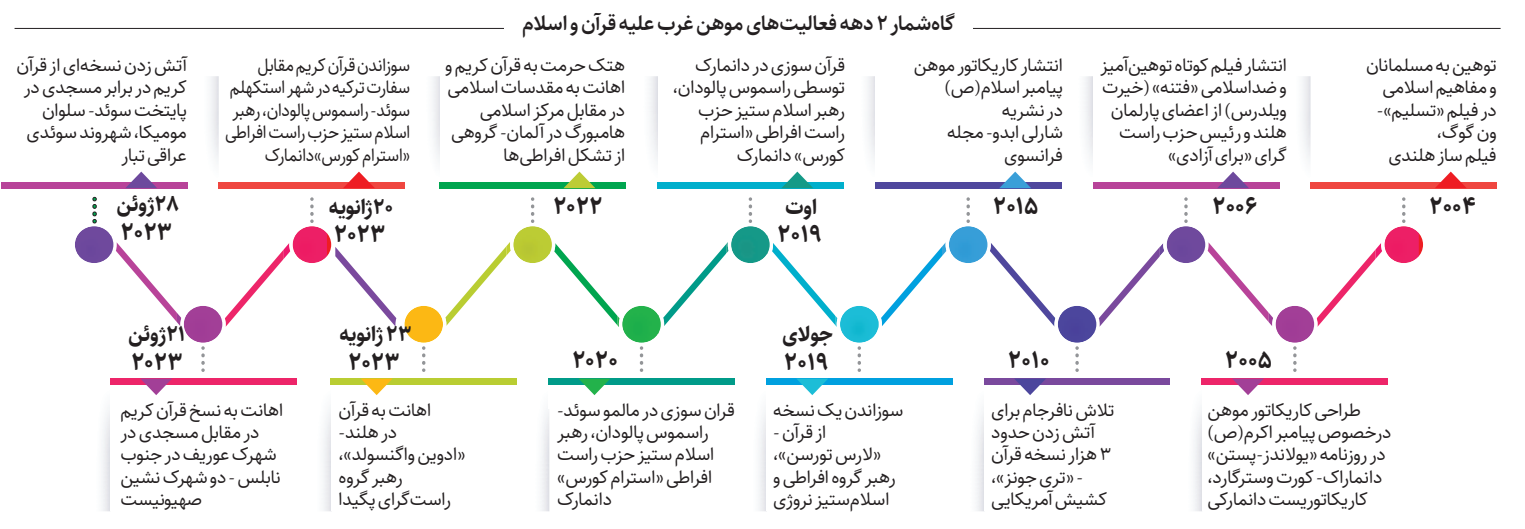 گاه‌شمار ۲ دهه فعالیت‌های موهن غرب علیه قرآن و اسلام
توهین به مسلمانان
و مفاهیم اسلامی
در فیلم «تسلیم»-
ون گوگ،
فیلم ساز هلندی
۲۰۰۴
۲۰۰۵
طراحی کاریکاتور موهن
درخصوص پیامبر اکرم(ص)
در روزنامه «یولاندز-پستن»
دانماراک- کورت وسترگارد،
کاریکاتوریست دانمارکی
انتشار فیلم کوتاه توهین‌آمیز
و ضداسلامی «فتنه» (خیرت
ویلدرس) از اعضای پارلمان
هلند و رئیس حزب راست
گرای «برای آزادی»
۲۰۰۶
۲۰۱۰
تلاش نافرجام برای
آتش زدن حدود
۳ هزار نسخه قرآن
- «تری جونز»،
کشیش آمریکایی
انتشار کاریکاتور موهن
پیامبر اسلام(ص)
در نشریه
شارلی ابدو- مجله
فرانسوی
۲۰۱۵
جولای
۲۰۱۹
سوزاندن یک نسخه
از قرآن -
«لارس تورسن»،
رهبر گروه افراطی و
اسلام‌ستیز نروژی
قرآن سوزی در دانمارک
توسطی راسموس پالودان،
رهبر اسلام ستیز حزب
راست افراطی «استرام
کورس» دانمارک
اوت
۲۰۱۹
۲۰۲۰
قران سوزی در مالمو سوئد-
راسموس پالودان، رهبر
اسلام ستیز حزب راست
افراطی «استرام کورس»
دانمارک
هتک حرمت به قرآن کریم و
اهانت به مقدسات اسلامی
در مقابل مرکز اسلامی
هامبورگ در آلمان- گروهی
از تشکل افراطی‌ها
۲۰۲۲
۲۳ ژانویه
۲۰۲۳
اهانت به قرآن
در هلند-
«ادوین واگنسولد»،
رهبر گروه
راست‌گرای پگیدا
سوزاندن قرآن کریم مقابل
سفارت ترکیه در شهر استکهلم
سوئد- راسموس پالودان، رهبر
اسلام ستیز حزب راست افراطی
«استرام کورس»دانمارک
۲۰ژانویه
۲۰۲۳
۲۱ژوئن
۲۰۲۳
اهانت به نسخ قرآن کریم
در مقابل مسجدی در
شهرک عوریف در جنوب
نابلس - دو شهرک نشین
صهیونیست
آتش زدن نسخه‌ای از قرآن
کریم در برابر مسجدی در
پایتخت سوئد- سلوان
مومیکا، شهروند سوئدی
عراقی تبار
۲۸ژوئن
۲۰۲۳